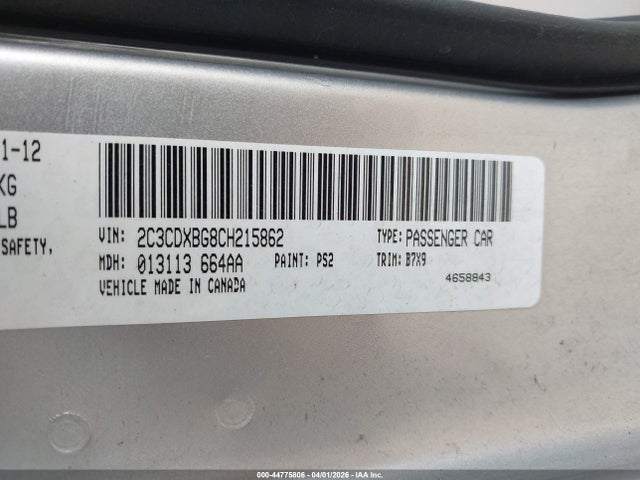 1-12
KG
LB
SAFETY,
VIN: 2C3CDXBG8CH215862 TYPE: PASSENGER CAR
MDH: 013113 664AA PAINT: PS2 TRIM: B7X9
VEHICLE MADE IN CANADA 4658843
000-44775806 | 04/01/2026 - IAA Inc.